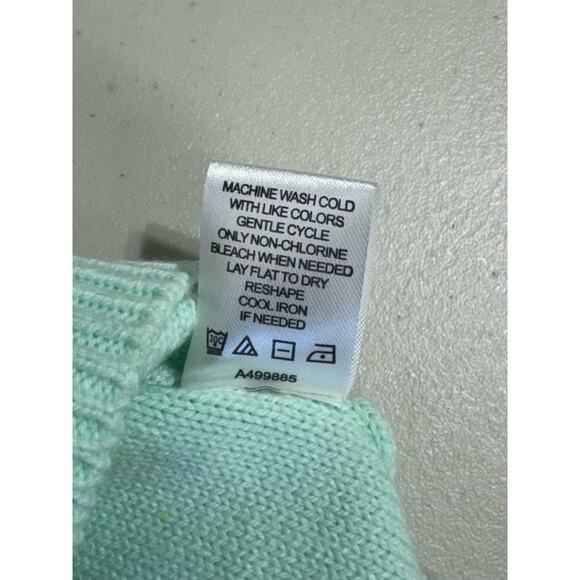 MACHINE WASH COLD
WITH LIKE COLORS
GENTLE CYCLE
ONLY NON-CHLORINE
BLEACH WHEN NEEDED
LAY FLAT TO DRY
RESHAPE
COOL IRON
IF NEEDED
30C
A499885